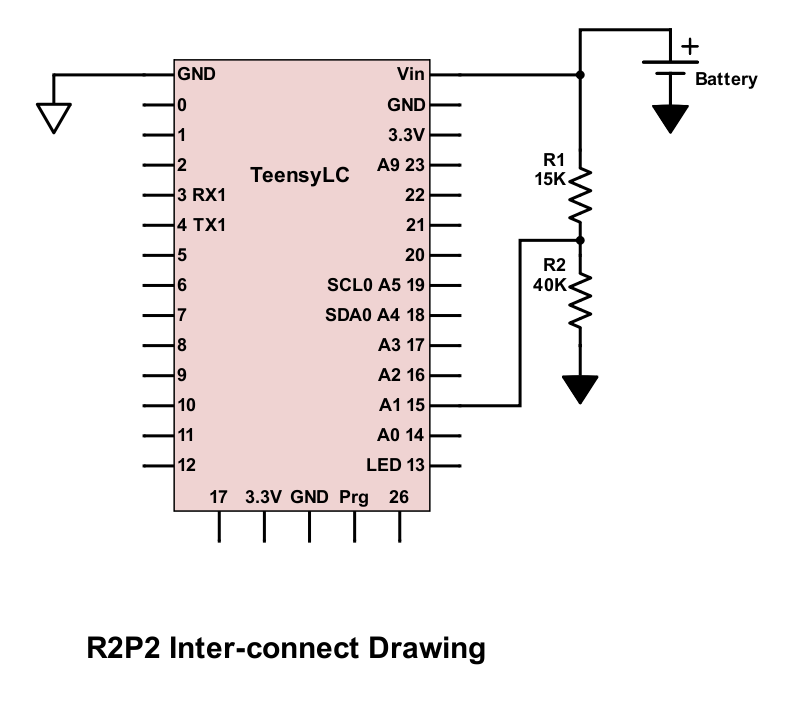 GND Vin
0 GND
1 3.3V
2 A9 23
3 RX1 22
4 TX1 21
5 20
6 SCL0 A5 19
7 SDA0 A4 18
8 A3 17
9 A2 16
10 A1 15
11 A0 14
12 LED 13
17 3.3V GND Prg 26
TeensyLC
+
Battery
R1
15K
R2
40K
R2P2 Inter-connect Drawing